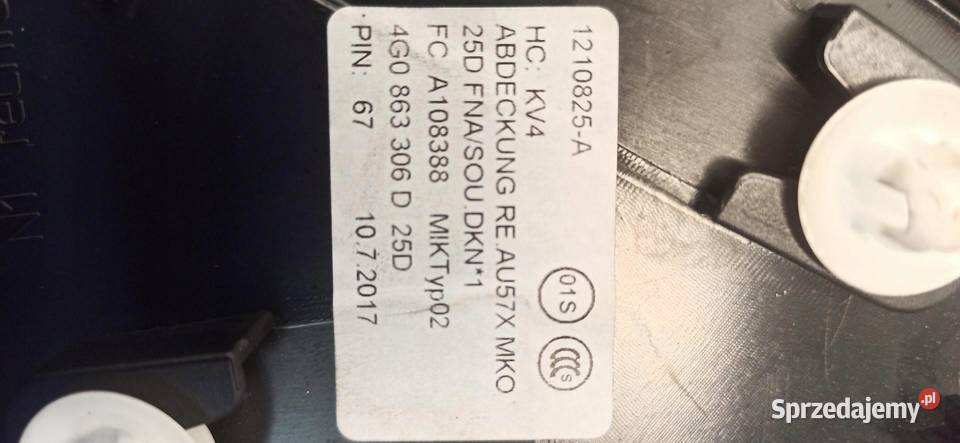 1210825-A
HC: KV4
01S
S
ABDECKUNG RE.AU57X MKO
25D FNA/SOU.DKN*1
FC A108388 MIKTyp02
4G0 863 306 D 25D
PIN: 67 10.7.2017
Sprzedajemy.pl